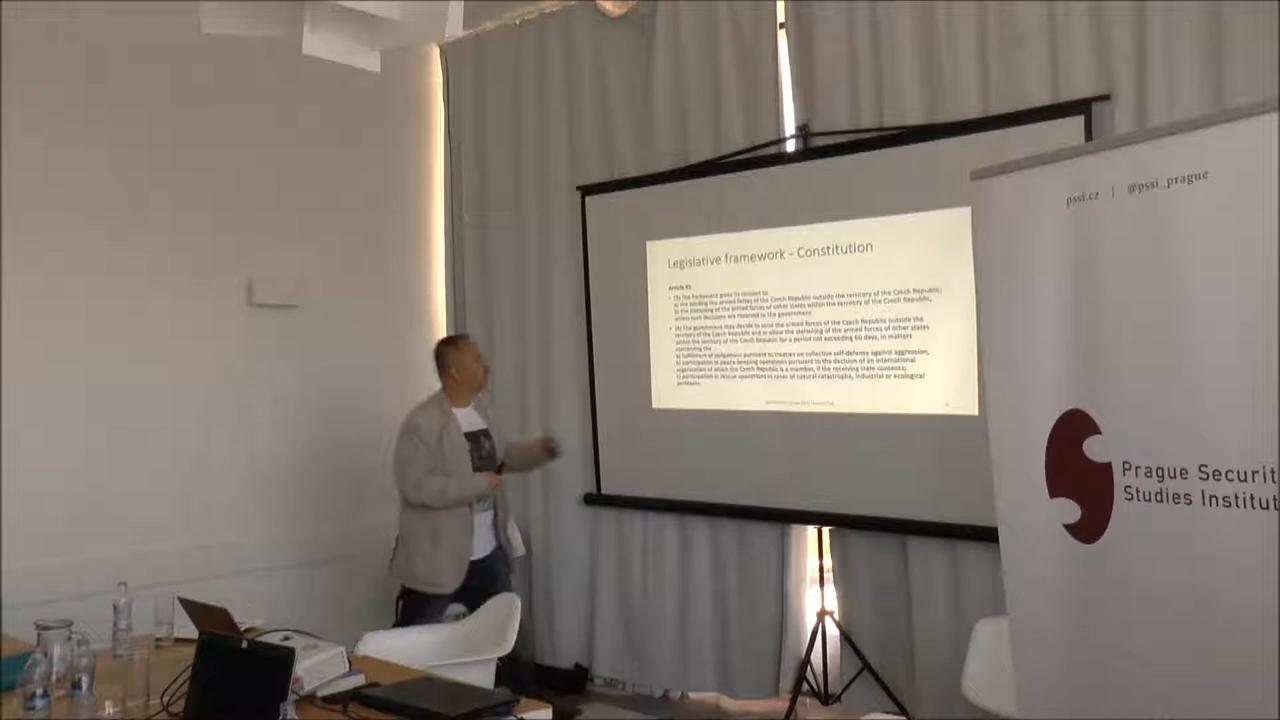 pssi.cz | @pssi_prague
Legislative framework - Constitution
Article 43
(3) The Parliament gives its consent to
a) the sending the armed forces of the Czech Republic outside the territory of the Czech Republic;
b) the stationing of the armed forces of other states within the territory of the Czech Republic,
unless such decisions are reserved to the government
(4) The government may decide to send the armed forces of the Czech Republic outside the
territory of the Czech Republic and to allow the stationing of the armed forces of other states
within the territory of the Czech Republic for a period not exceeding 60 days, in matters
concerning the
a) fulfillment of obligations pursuant to treaties on collective self-defense against aggression,
b) participation in peace-keeping operations pursuant to the decision of an international
organization of which the Czech Republic is a member, if the receiving state consents;
c) participation in rescue operations in cases of natural catastrophe, industrial or ecological
Prague Securit
Studies Institut